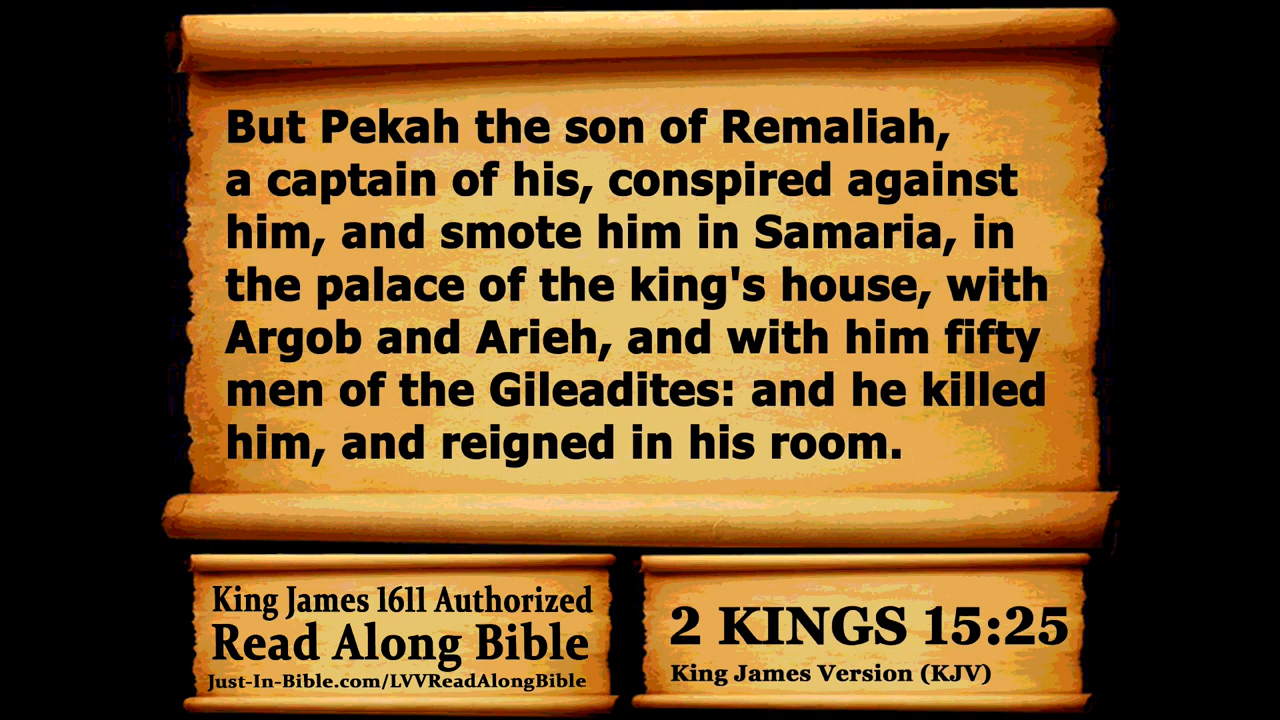 But Pekah the son of Remaliah,
a captain of his, conspired against
him, and smote him in Samaria, in
the palace of the king's house, with
Argob and Arieh, and with him fifty
men of the Gileadites: and he killed
him, and reigned in his room.
King James 1611 Authorized
Read Along Bible
Just-In-Bible.com/LVVReadAlongBible
2 KINGS 15:25
King James Version (KJV)